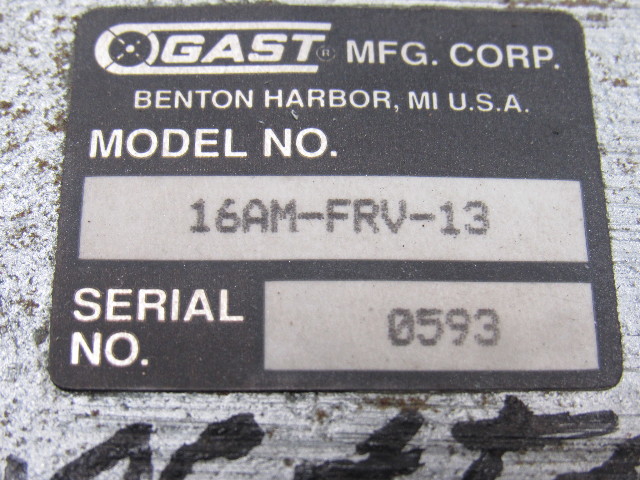 GAST® MFG. CORP.
BENTON HARBOR, MI U.S.A.
MODEL NO.
16AM-FRV-13
SERIAL NO. 0593